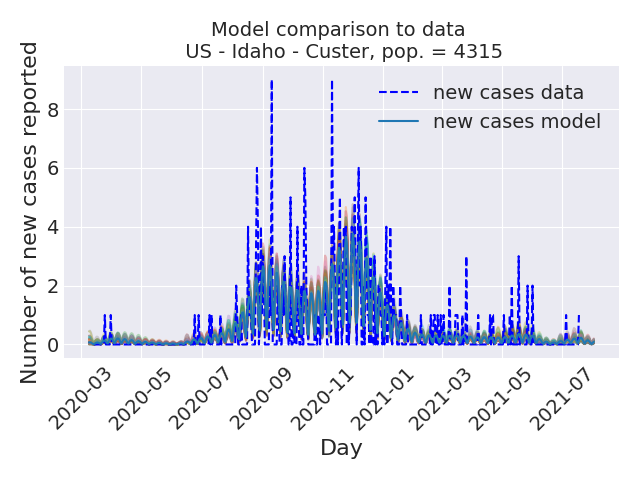 Model comparison to data
US - Idaho - Custer, pop. = 4315
Number of new cases reported
8
6
4
2
0
new cases data
new cases model
2020-03
2020-05
2020-07
2020-09
2020-11
2021-01
2021-03
2021-05
2021-07
Day